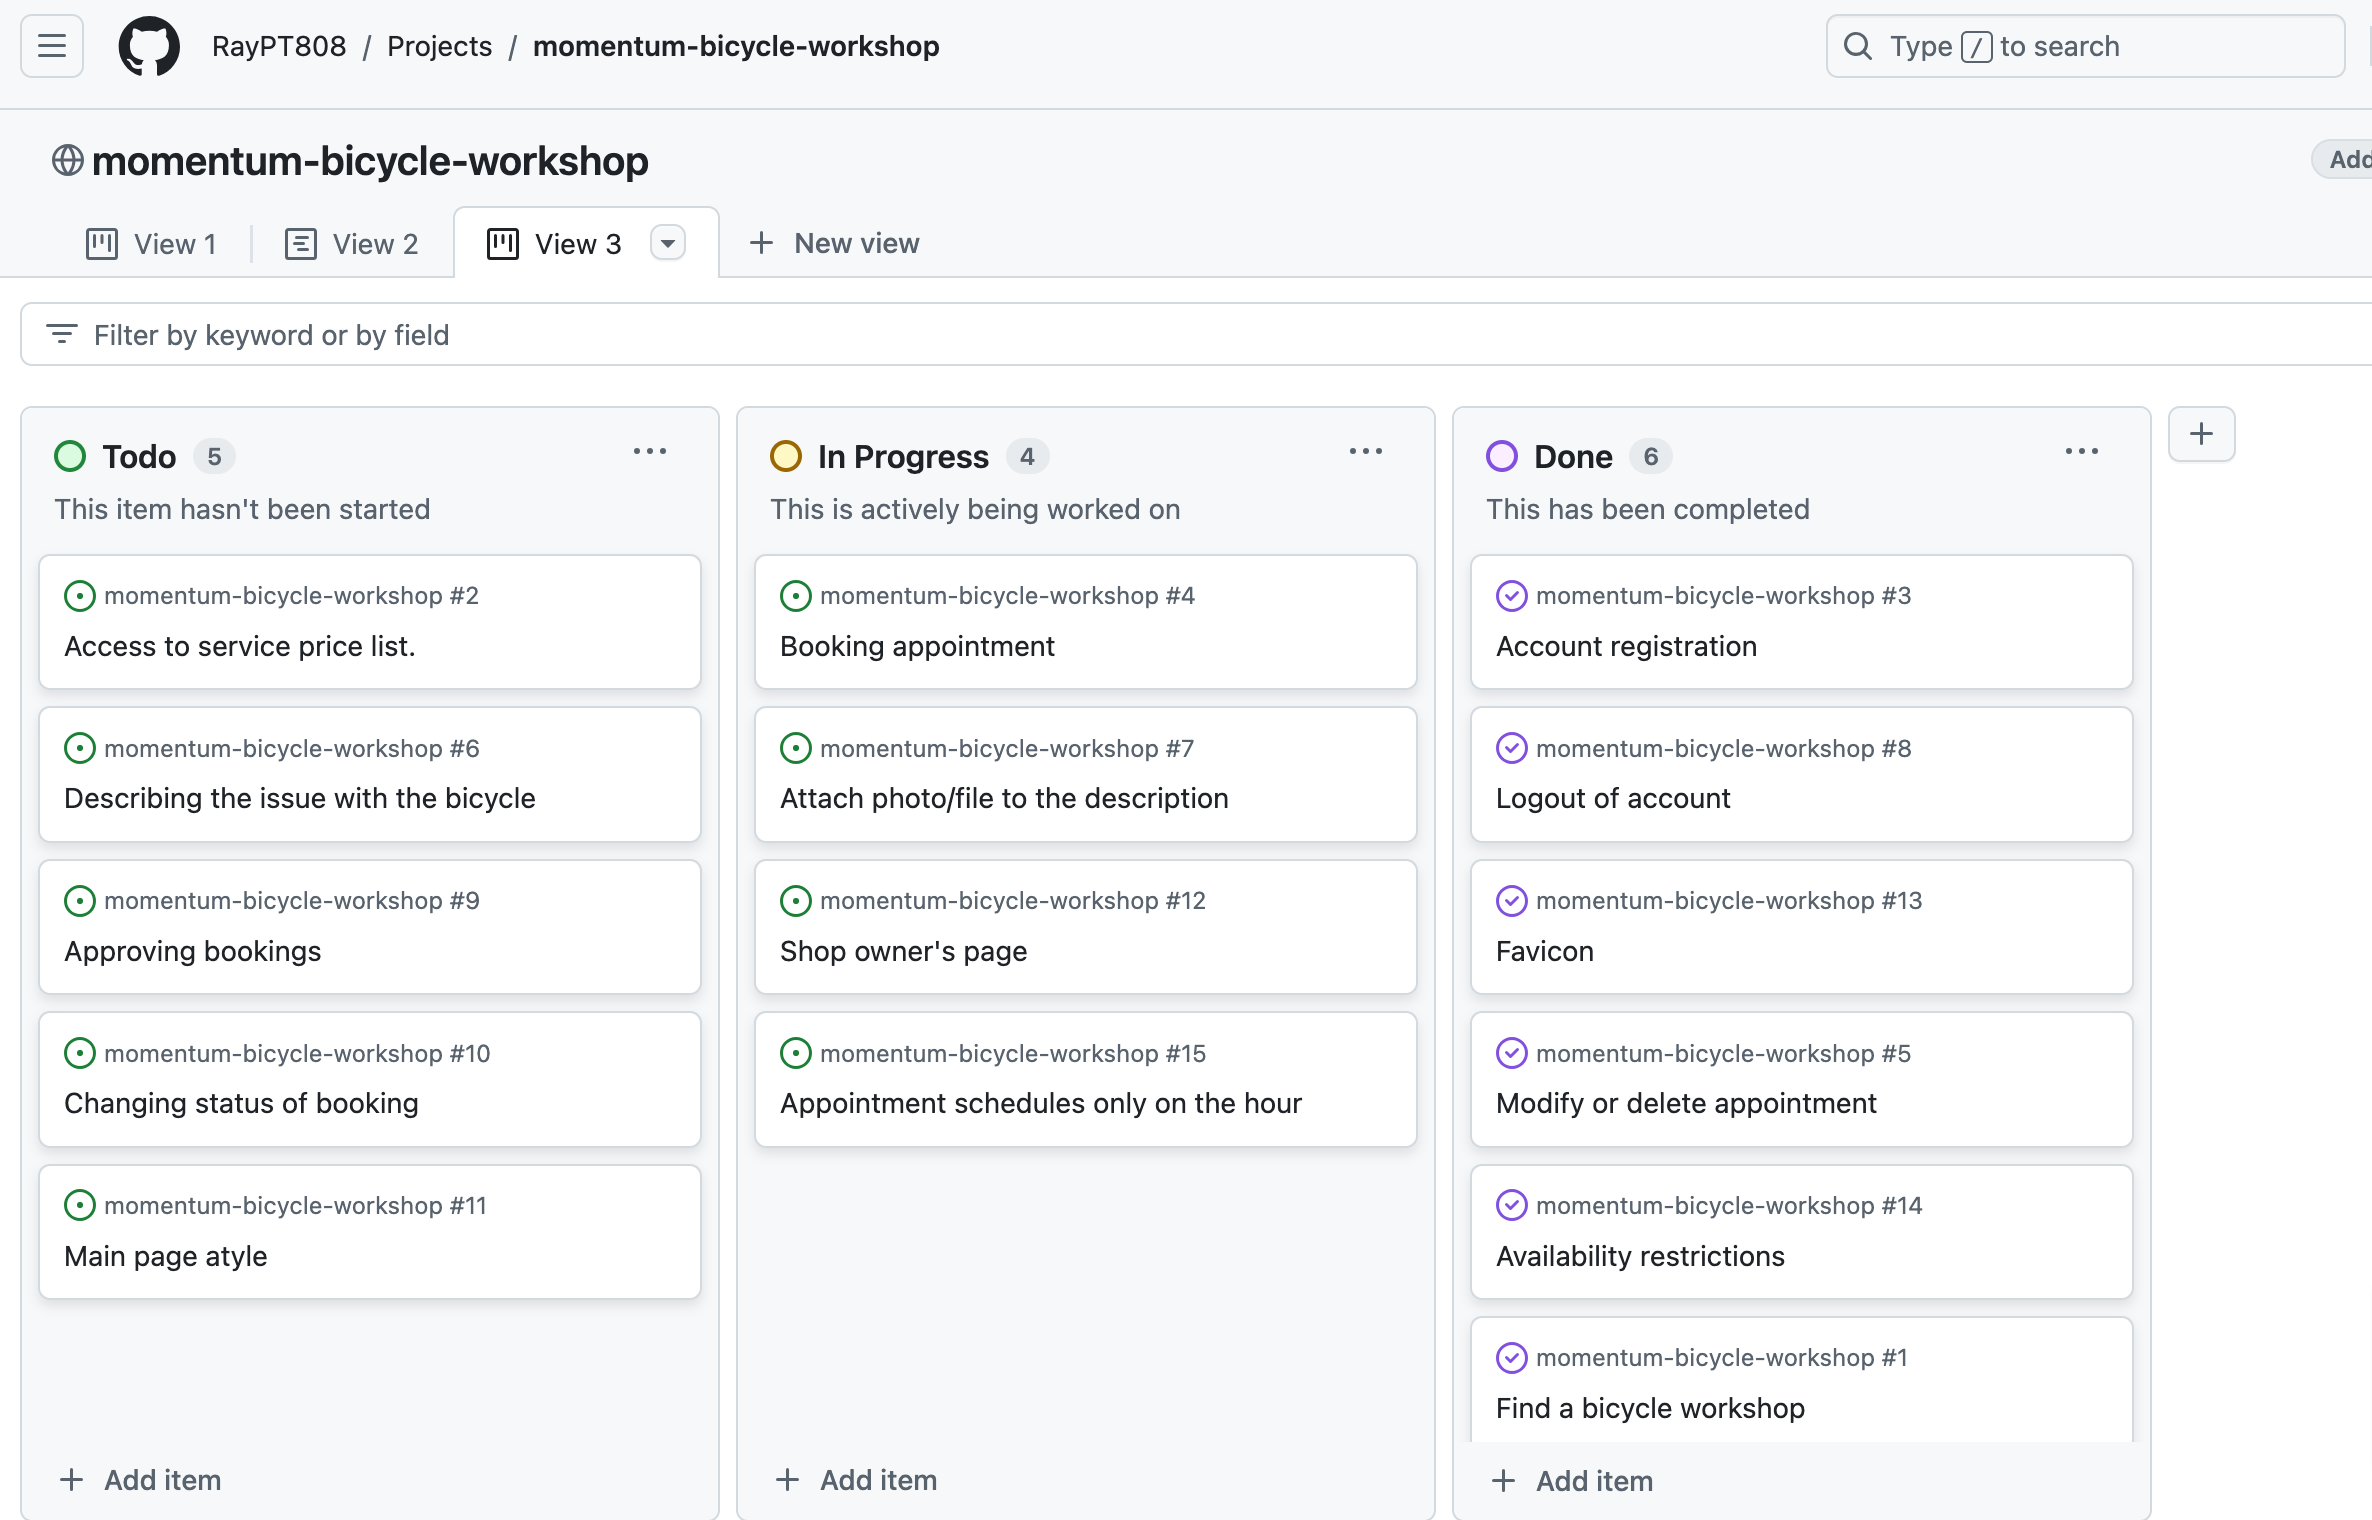 RayPT808 / Projects / momentum-bicycle-workshop
Type / to search
momentum-bicycle-workshop
Add
View 1
View 2
View 3
New view
Filter by keyword or by field
Todo 5
This item hasn't been started
momentum-bicycle-workshop #2
Access to service price list.
momentum-bicycle-workshop #6
Describing the issue with the bicycle
momentum-bicycle-workshop #9
Approving bookings
momentum-bicycle-workshop #10
Changing status of booking
momentum-bicycle-workshop #11
Main page atyle
Add item
In Progress 4
This is actively being worked on
momentum-bicycle-workshop #4
Booking appointment
momentum-bicycle-workshop #7
Attach photo/file to the description
momentum-bicycle-workshop #12
Shop owner's page
momentum-bicycle-workshop #15
Appointment schedules only on the hour
Add item
Done 6
This has been completed
momentum-bicycle-workshop #3
Account registration
momentum-bicycle-workshop #8
Logout of account
momentum-bicycle-workshop #13
Favicon
momentum-bicycle-workshop #5
Modify or delete appointment
momentum-bicycle-workshop #14
Availability restrictions
momentum-bicycle-workshop #1
Find a bicycle workshop
Add item